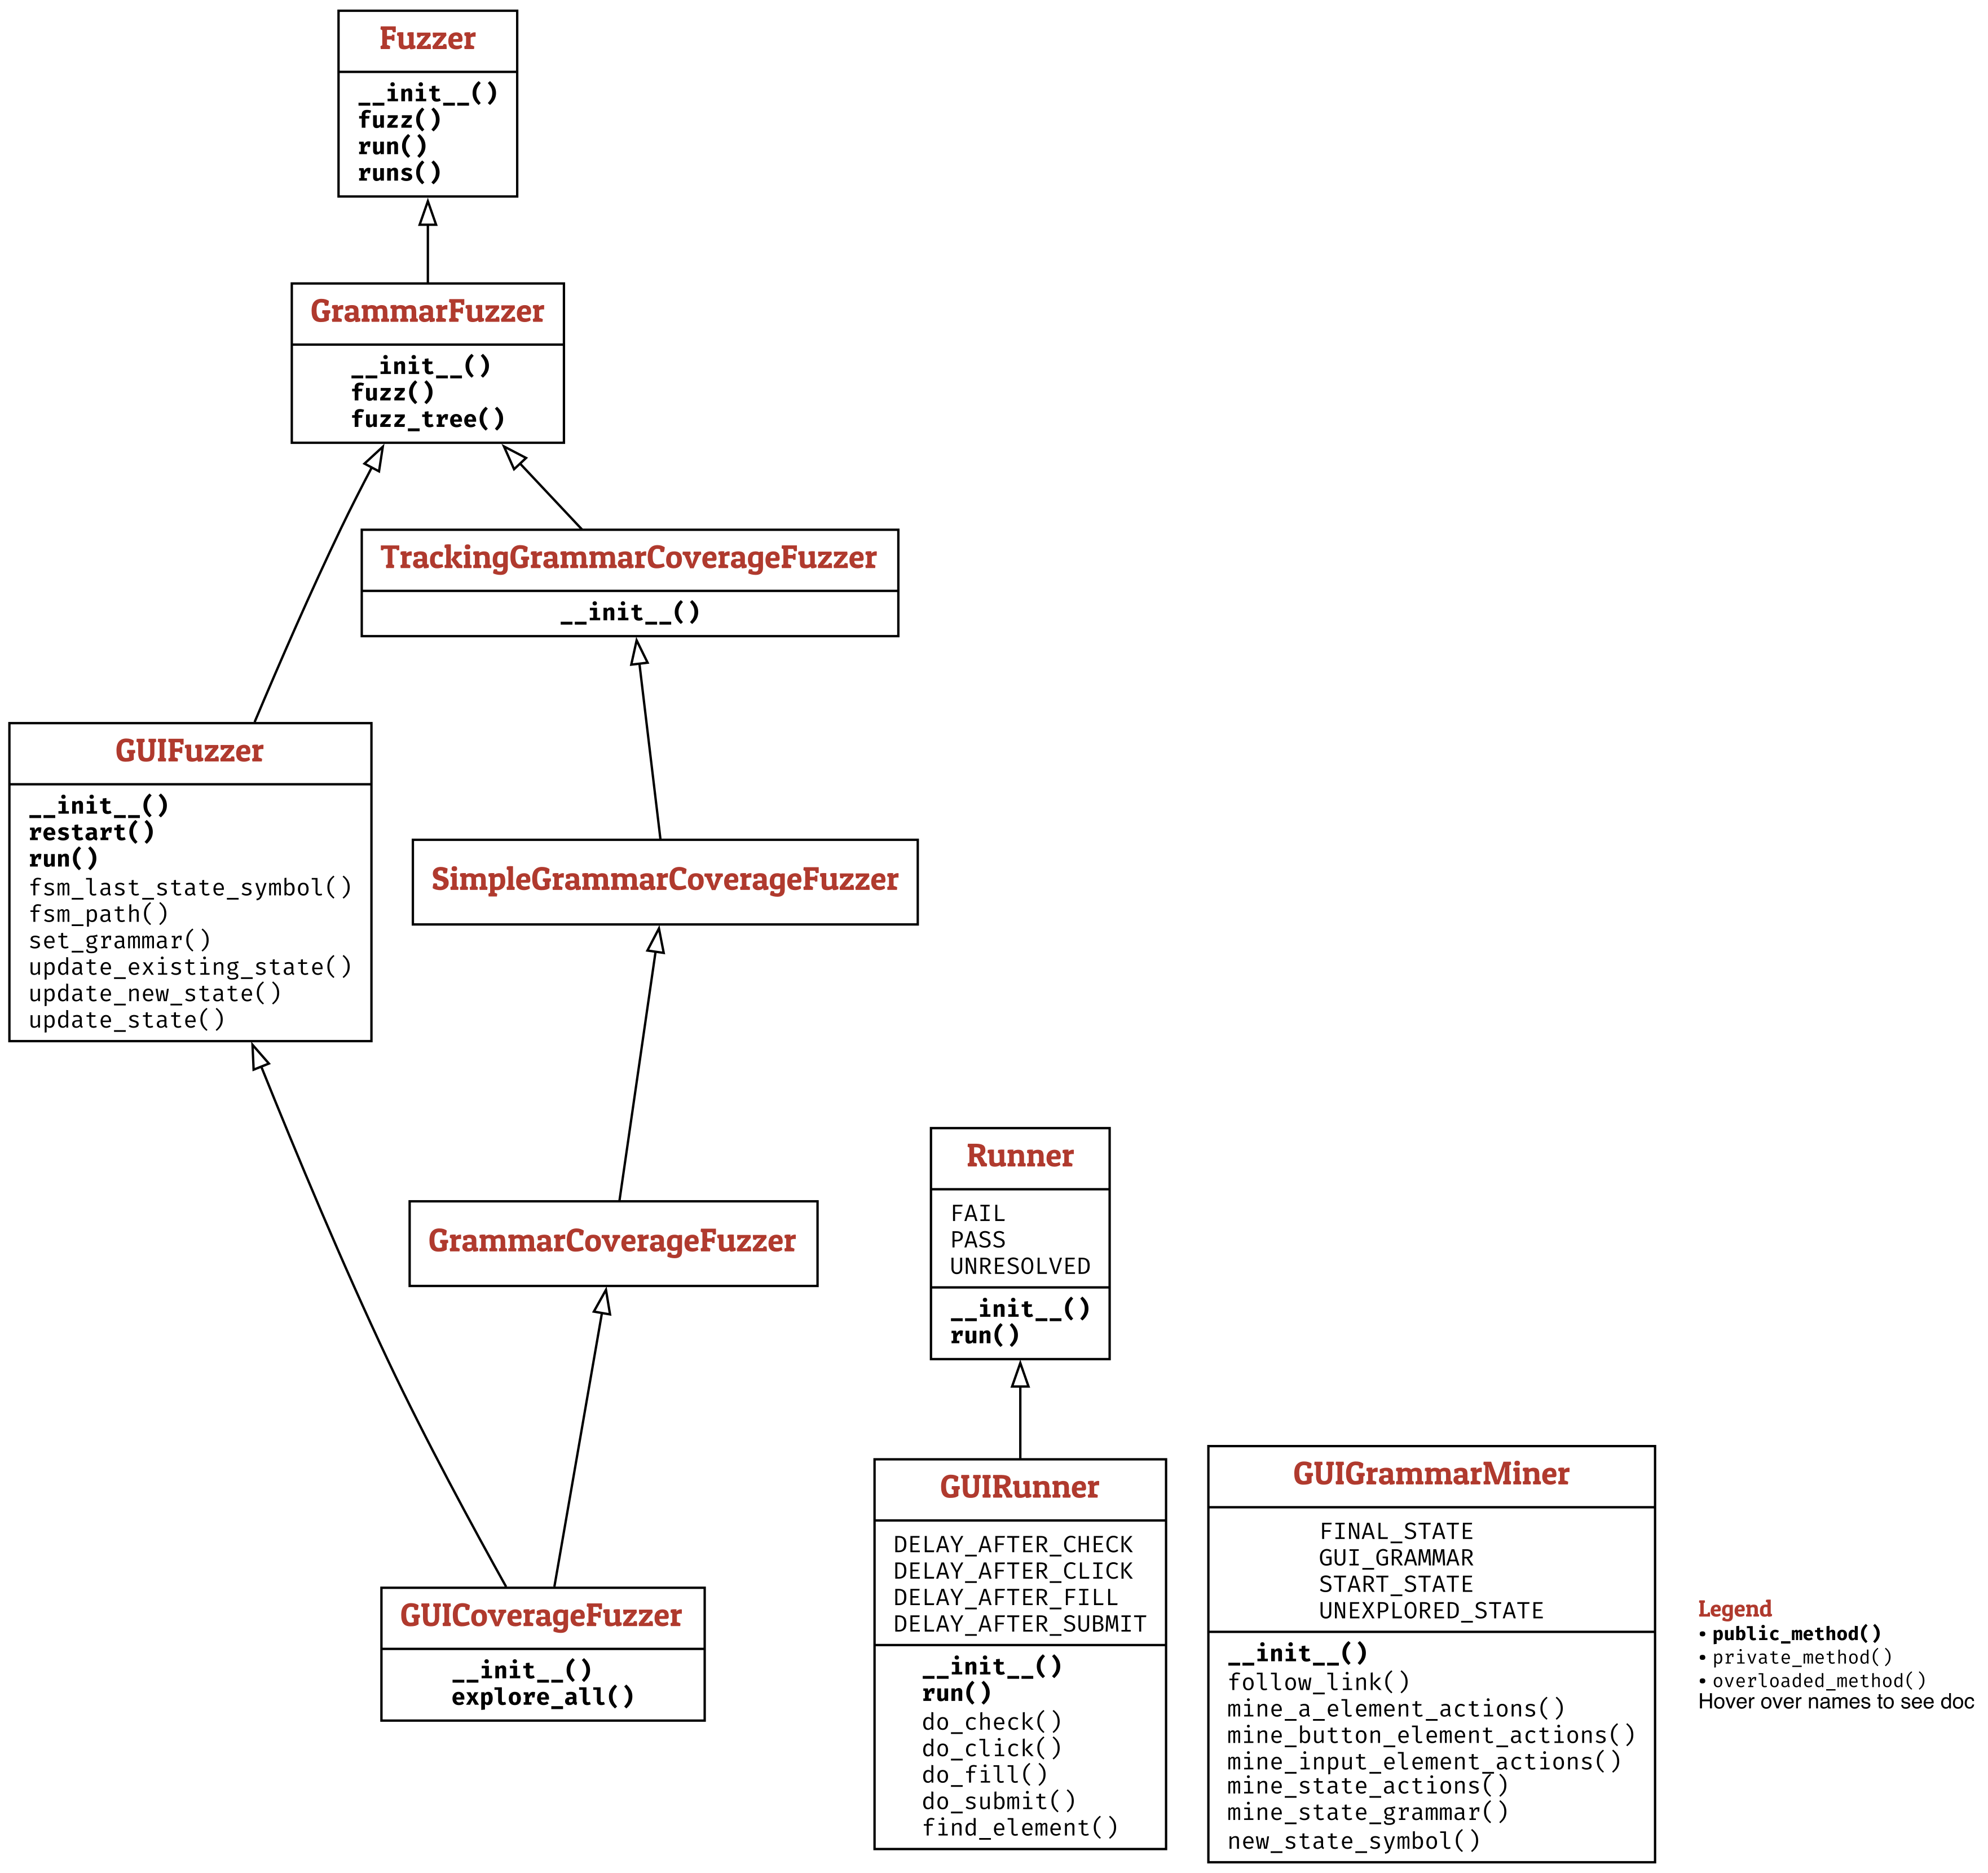 Fuzzer
__init__()
fuzz()
run()
runs()
GrammarFuzzer
__init__()
fuzz()
fuzz_tree()
TrackingGrammarCoverageFuzzer
__init__()
GUIFuzzer
__init__()
restart()
run()
fsm_last_state_symbol()
fsm_path()
set_grammar()
update_existing_state()
update_new_state()
update_state()
SimpleGrammarCoverageFuzzer
GrammarCoverageFuzzer
GUICoverageFuzzer
__init__()
explore_all()
Runner
FAIL
PASS
UNRESOLVED
__init__()
run()
GUIRunner
DELAY_AFTER_CHECK
DELAY_AFTER_CLICK
DELAY_AFTER_FILL
DELAY_AFTER_SUBMIT
__init__()
run()
do_check()
do_click()
do_fill()
do_submit()
find_element()
GUIGrammarMiner
FINAL_STATE
GUI_GRAMMAR
START_STATE
UNEXPLORED_STATE
__init__()
follow_link()
mine_a_element_actions()
mine_button_element_actions()
mine_input_element_actions()
mine_state_actions()
mine_state_grammar()
new_state_symbol()
Legend
• public_method()
• private_method()
• overloaded_method()
Hover over names to see doc